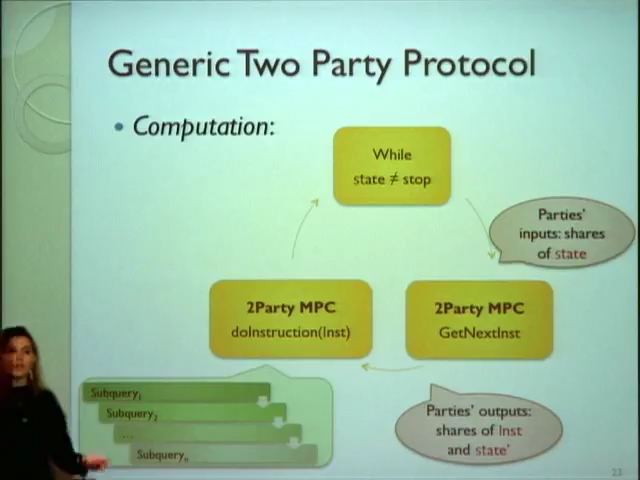 Generic Two Party Protocol
• Computation:
While
state ≠ stop
Parties'
inputs: shares
of state
2Party MPC
doInstruction(Inst)
2Party MPC
GetNextInst
Subquery₁
Subquery₂
...
Subqueryₙ
Parties' outputs:
shares of Inst
and state'
22